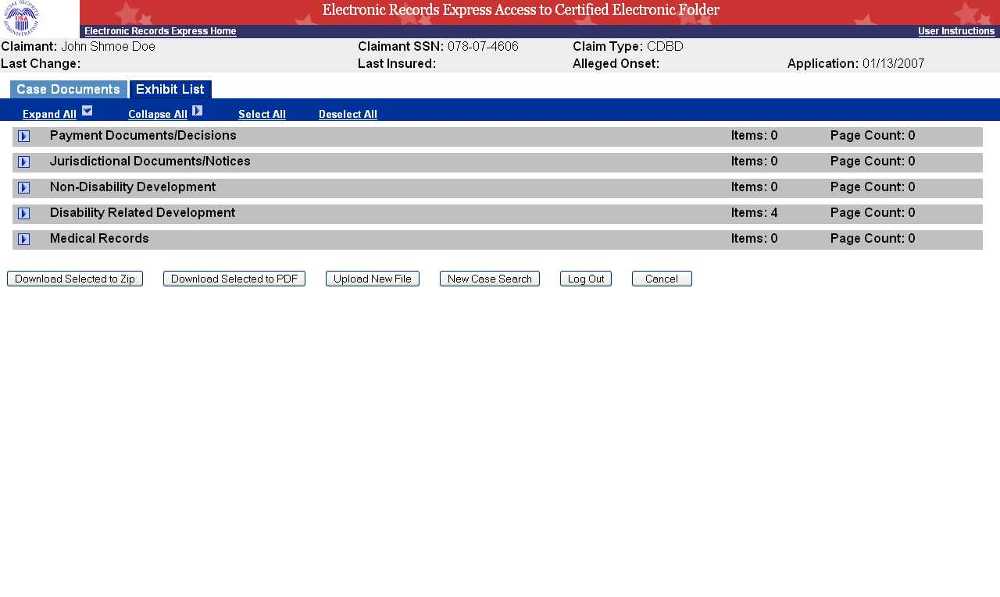 SOCIAL SECURITY
USA
ADMINISTRATION
Electronic Records Express Access to Certified Electronic Folder
Electronic Records Express Home User Instructions
Claimant: John Shmoe Doe Claimant SSN: 078-07-4606 Claim Type: CDBD
Last Change: Last Insured: Alleged Onset: Application: 01/13/2007
Case Documents Exhibit List
Expand All Collapse All Select All Deselect All
Payment Documents/Decisions Items: 0 Page Count: 0
Jurisdictional Documents/Notices Items: 0 Page Count: 0
Non-Disability Development Items: 0 Page Count: 0
Disability Related Development Items: 4 Page Count: 0
Medical Records Items: 0 Page Count: 0
Download Selected to Zip Download Selected to PDF Upload New File New Case Search Log Out Cancel